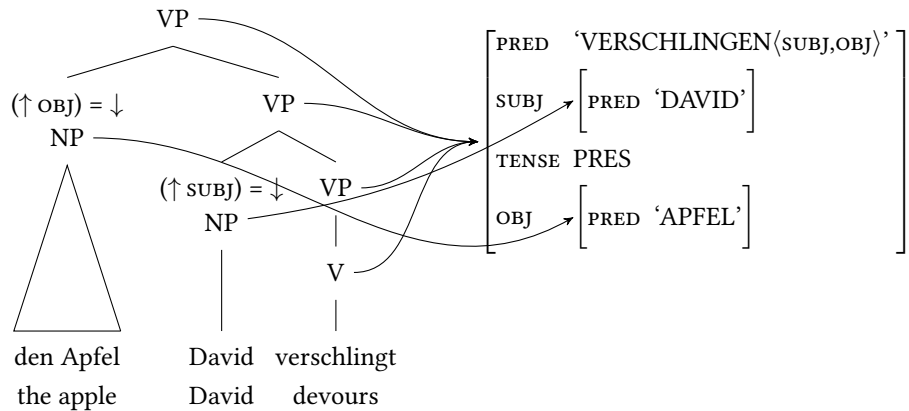 VP
[PRED ‘VERSCHLINGEN⟨SUBJ,OBJ⟩’]
(↑ OBJ) = ↓
VP
SUBJ [PRED ‘DAVID’]
NP
TENSE PRES
(↑ SUBJ) = ↓
VP
NP
OBJ [PRED ‘APFEL’]
V
den Apfel David verschlingt
the apple David devours